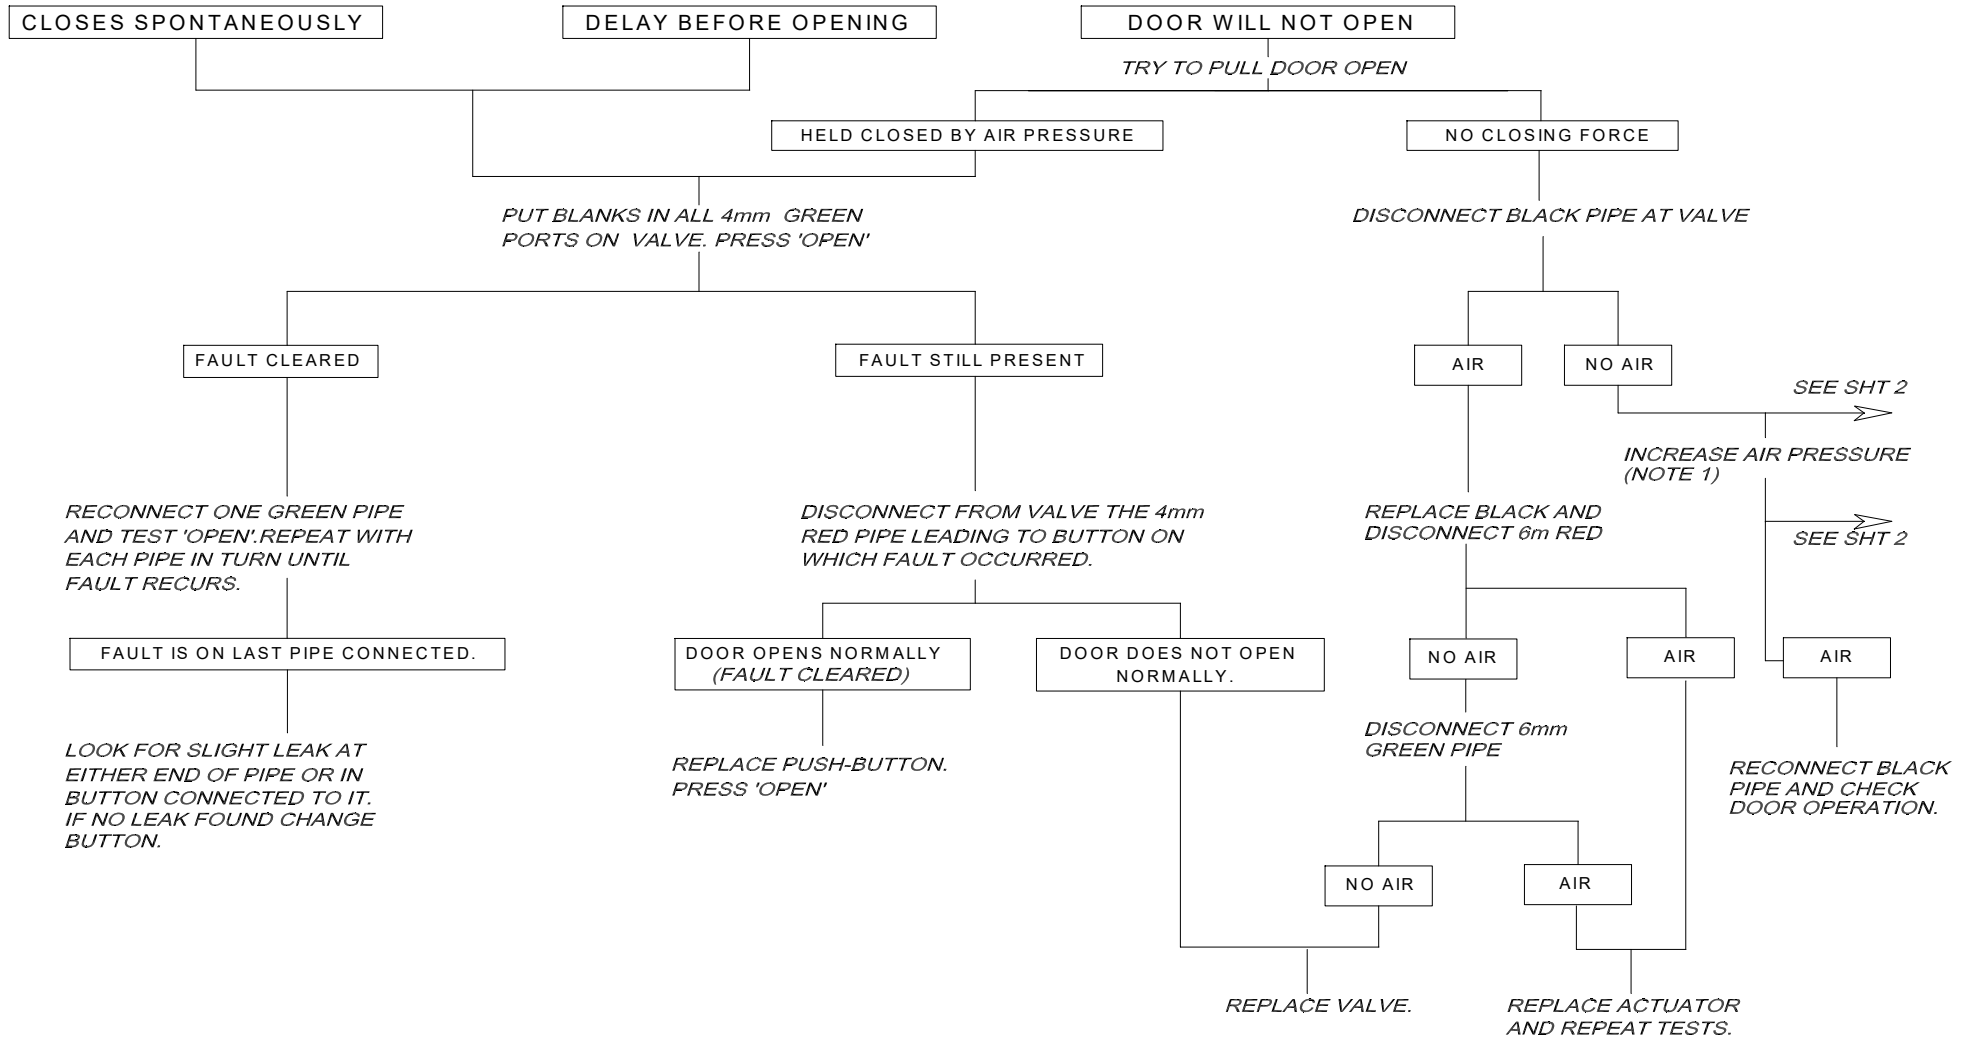 CLOSES SPONTANEOUSLY
DELAY BEFORE OPENING
DOOR WILL NOT OPEN
TRY TO PULL DOOR OPEN
HELD CLOSED BY AIR PRESSURE
NO CLOSING FORCE
PUT BLANKS IN ALL 4mm GREEN
PORTS ON VALVE. PRESS 'OPEN'
DISCONNECT BLACK PIPE AT VALVE
FAULT CLEARED
FAULT STILL PRESENT
AIR
NO AIR
SEE SHT 2
INCREASE AIR PRESSURE
(NOTE 1)
SEE SHT 2
RECONNECT ONE GREEN PIPE
AND TEST 'OPEN'.REPEAT WITH
EACH PIPE IN TURN UNTIL
FAULT RECURS.
DISCONNECT FROM VALVE THE 4mm
RED PIPE LEADING TO BUTTON ON
WHICH FAULT OCCURRED.
REPLACE BLACK AND
DISCONNECT 6m RED
FAULT IS ON LAST PIPE CONNECTED.
DOOR OPENS NORMALLY
(FAULT CLEARED)
DOOR DOES NOT OPEN
NORMALLY.
NO AIR
AIR
AIR
LOOK FOR SLIGHT LEAK AT
EITHER END OF PIPE OR IN
BUTTON CONNECTED TO IT.
IF NO LEAK FOUND CHANGE
BUTTON.
REPLACE PUSH-BUTTON.
PRESS 'OPEN'
DISCONNECT 6mm
GREEN PIPE
RECONNECT BLACK
PIPE AND CHECK
DOOR OPERATION.
NO AIR
AIR
REPLACE VALVE.
REPLACE ACTUATOR
AND REPEAT TESTS.